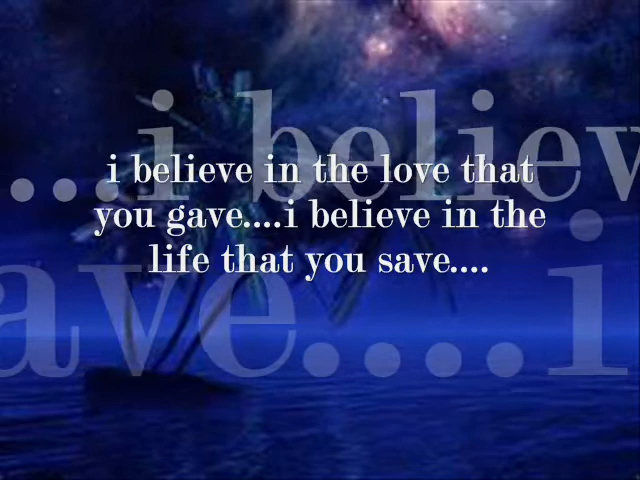 ...i believ
i believe in the love that
you gave....i believe in the
life that you save....
ave....i